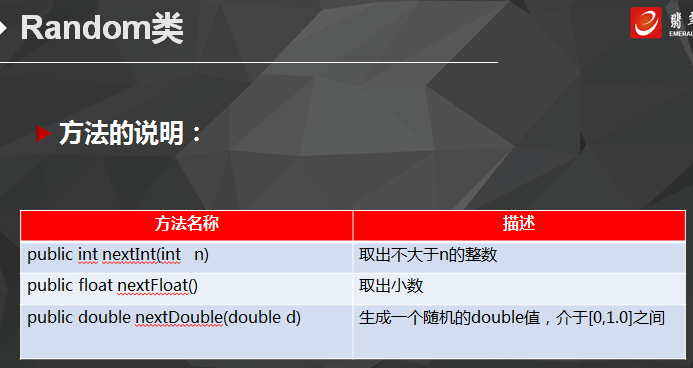 Random类
EMERAL
方法的说明：
方法名称 描述
public int nextInt(int n) 取出不大于n的整数
public float nextFloat() 取出小数
public double nextDouble(double d) 生成一个随机的double值，介于[0,1.0]之间